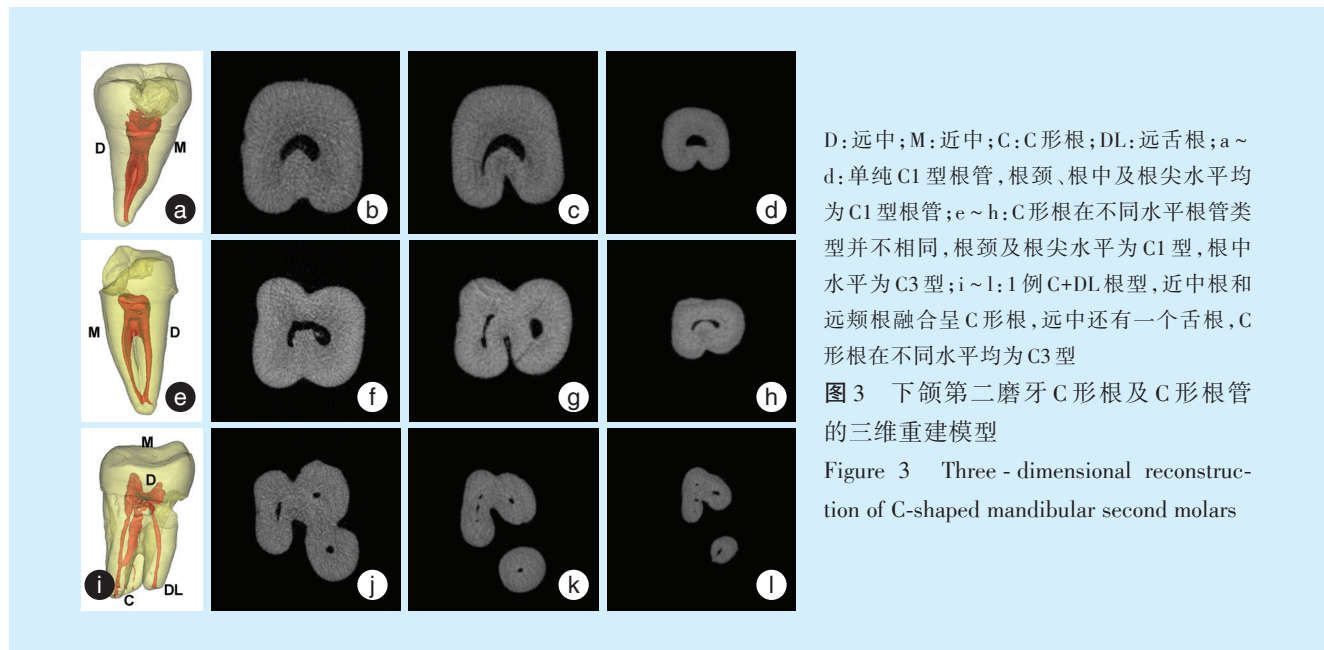 D
M
a
b
c
d
M
D
e
f
g
h
M
D
C
DL
i
j
k
l
D:远中;M:近中;C:C形根;DL:远舌根;a~
d:单纯C1型根管,根颈、根中及根尖水平均
为C1型根管;e~h:C形根在不同水平根管类
型并不相同,根颈及根尖水平为C1型,根中
水平为C3型;i~l:1例C+DL根型,近中根和
远颊根融合呈C形根,远中还有一个舌根,C
形根在不同水平均为C3型
图3 下颌第二磨牙C形根及C形根管
的三维重建模型
Figure 3 Three - dimensional reconstruc-
tion of C-shaped mandibular second molars